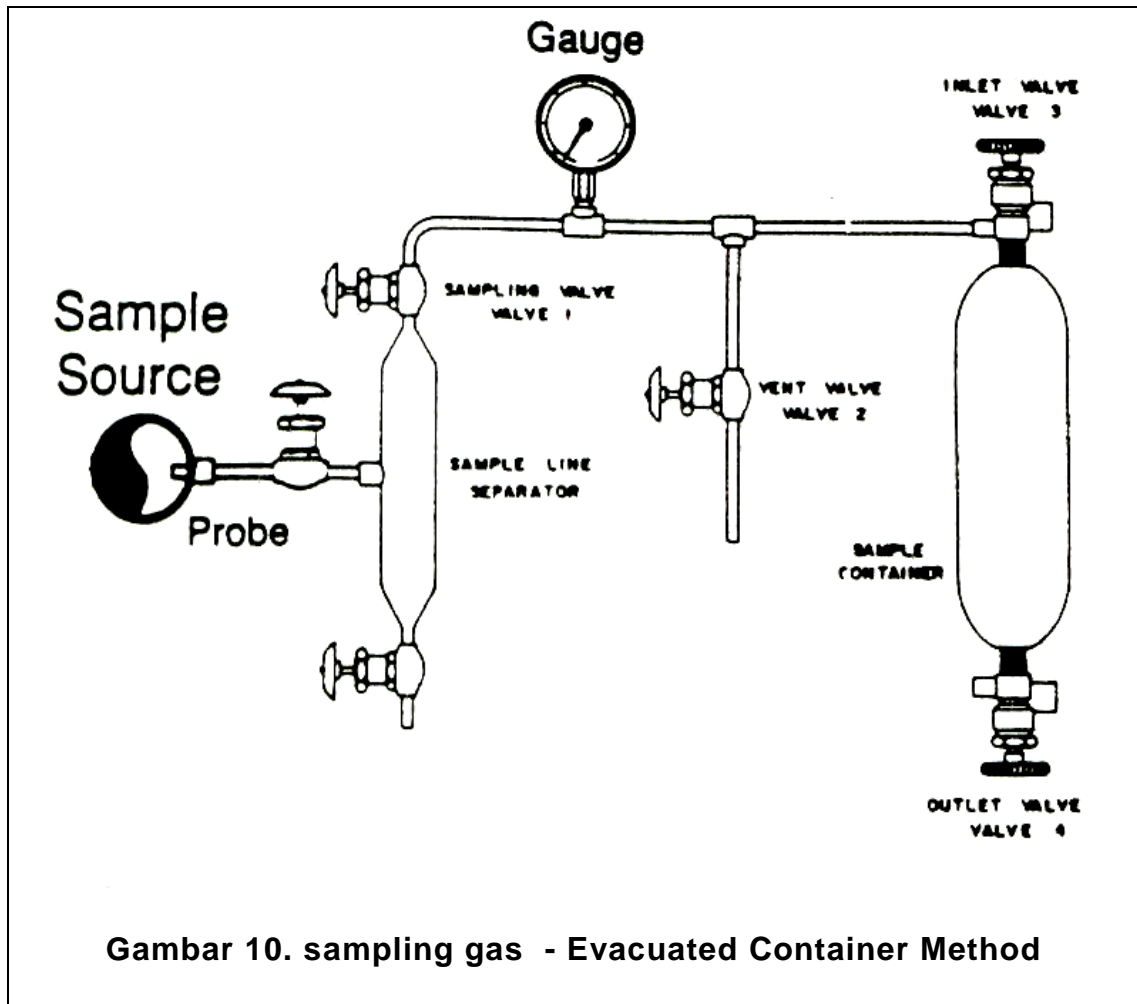 Gauge
INLET VALVE
VALVE 3
SAMPLING VALVE
VALVE 1
Sample
Source
VENT VALVE
VALVE 2
SAMPLE LINE
SEPARATOR
Probe
SAMPLE
CONTAINER
OUTLET VALVE
VALVE 4
Gambar 10. sampling gas - Evacuated Container Method